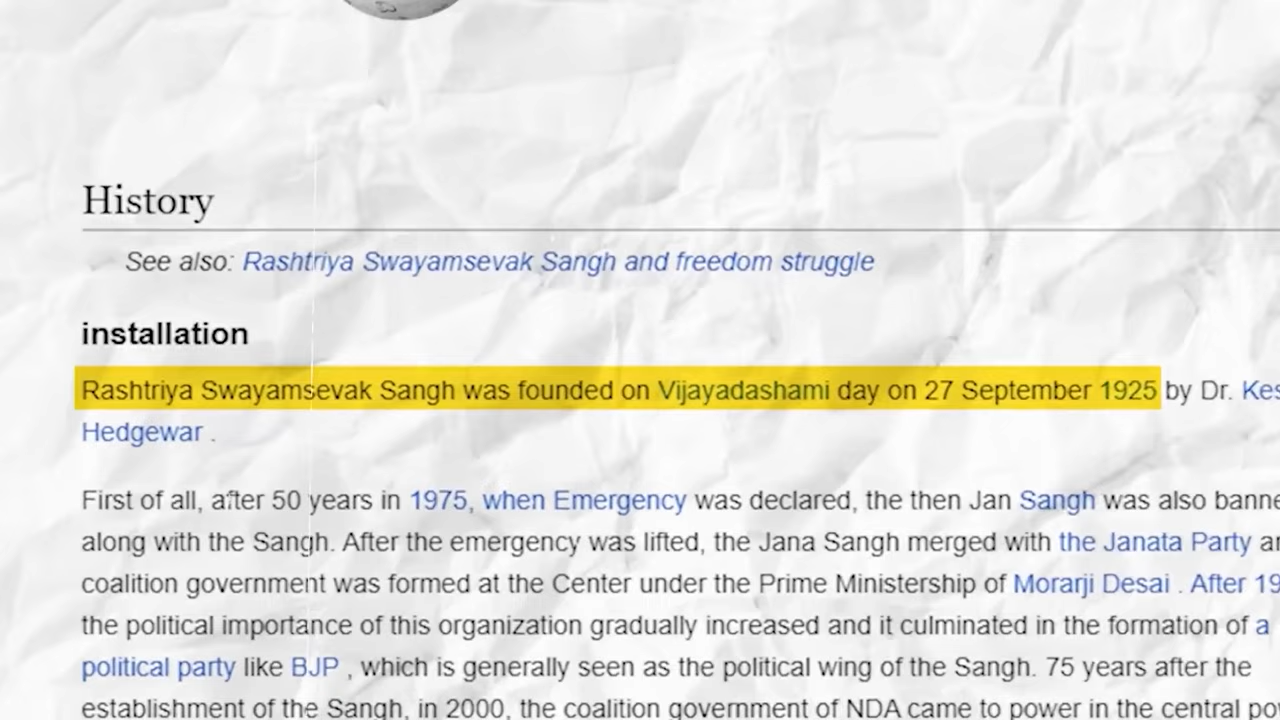 History
See also: Rashtriya Swayamsevak Sangh and freedom struggle
installation
Rashtriya Swayamsevak Sangh was founded on Vijayadashami day on 27 September 1925 by Dr.
Hedgewar .
First of all, after 50 years in 1975, when Emergency was declared, the then Jan Sangh was also
along with the Sangh. After the emergency was lifted, the Jana Sangh merged with the Janata Party
coalition government was formed at the Center under the Prime Ministership of Morarji Desai . After
the political importance of this organization gradually increased and it culminated in the formation of a
political party like BJP , which is generally seen as the political wing of the Sangh. 75 years after the
establishment of the Sangh, in 2000, the coalition government of NDA came to power in the central